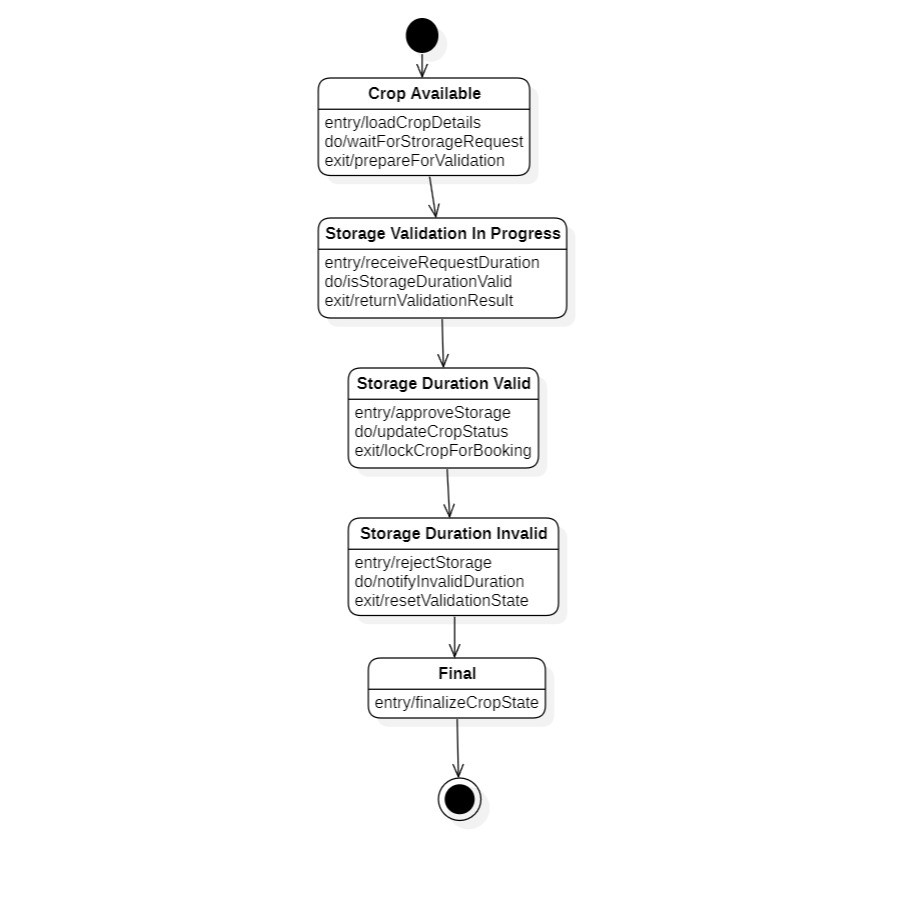 Crop Available
entry/loadCropDetails
do/waitForStrorageRequest
exit/prepareForValidation
Storage Validation In Progress
entry/receiveRequestDuration
do/isStorageDurationValid
exit/returnValidationResult
Storage Duration Valid
entry/approveStorage
do/updateCropStatus
exit/lockCropForBooking
Storage Duration Invalid
entry/rejectStorage
do/notifyInvalidDuration
exit/resetValidationState
Final
entry/finalizeCropState